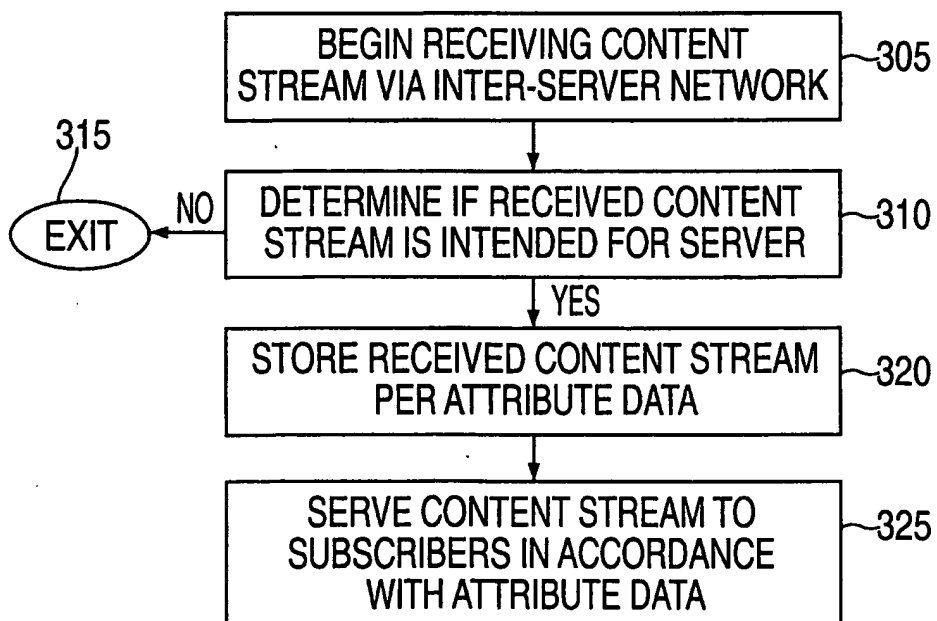 BEGIN RECEIVING CONTENT
STREAM VIA INTER-SERVER NETWORK
305
315
EXIT
NO
DETERMINE IF RECEIVED CONTENT
STREAM IS INTENDED FOR SERVER
310
YES
STORE RECEIVED CONTENT STREAM
PER ATTRIBUTE DATA
320
SERVE CONTENT STREAM TO
SUBSCRIBERS IN ACCORDANCE
WITH ATTRIBUTE DATA
325